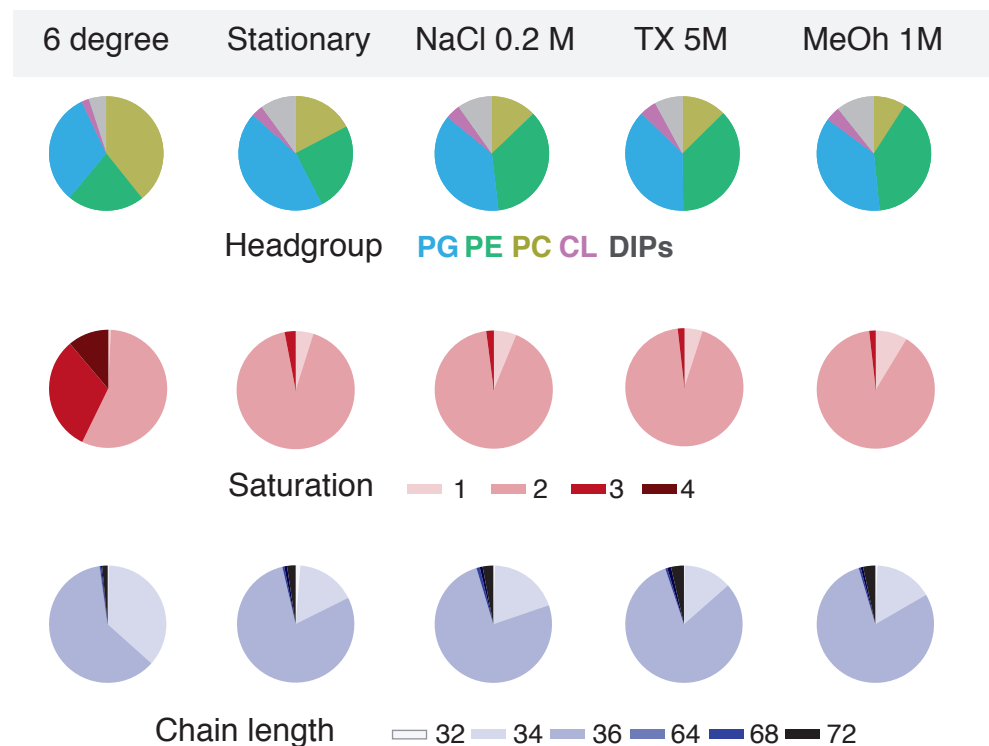 6 degree Stationary NaCl 0.2 M TX 5M MeOh 1M
Headgroup PG PE PC CL DIPs
Saturation 1 2 3 4
Chain length 32 34 36 64 68 72